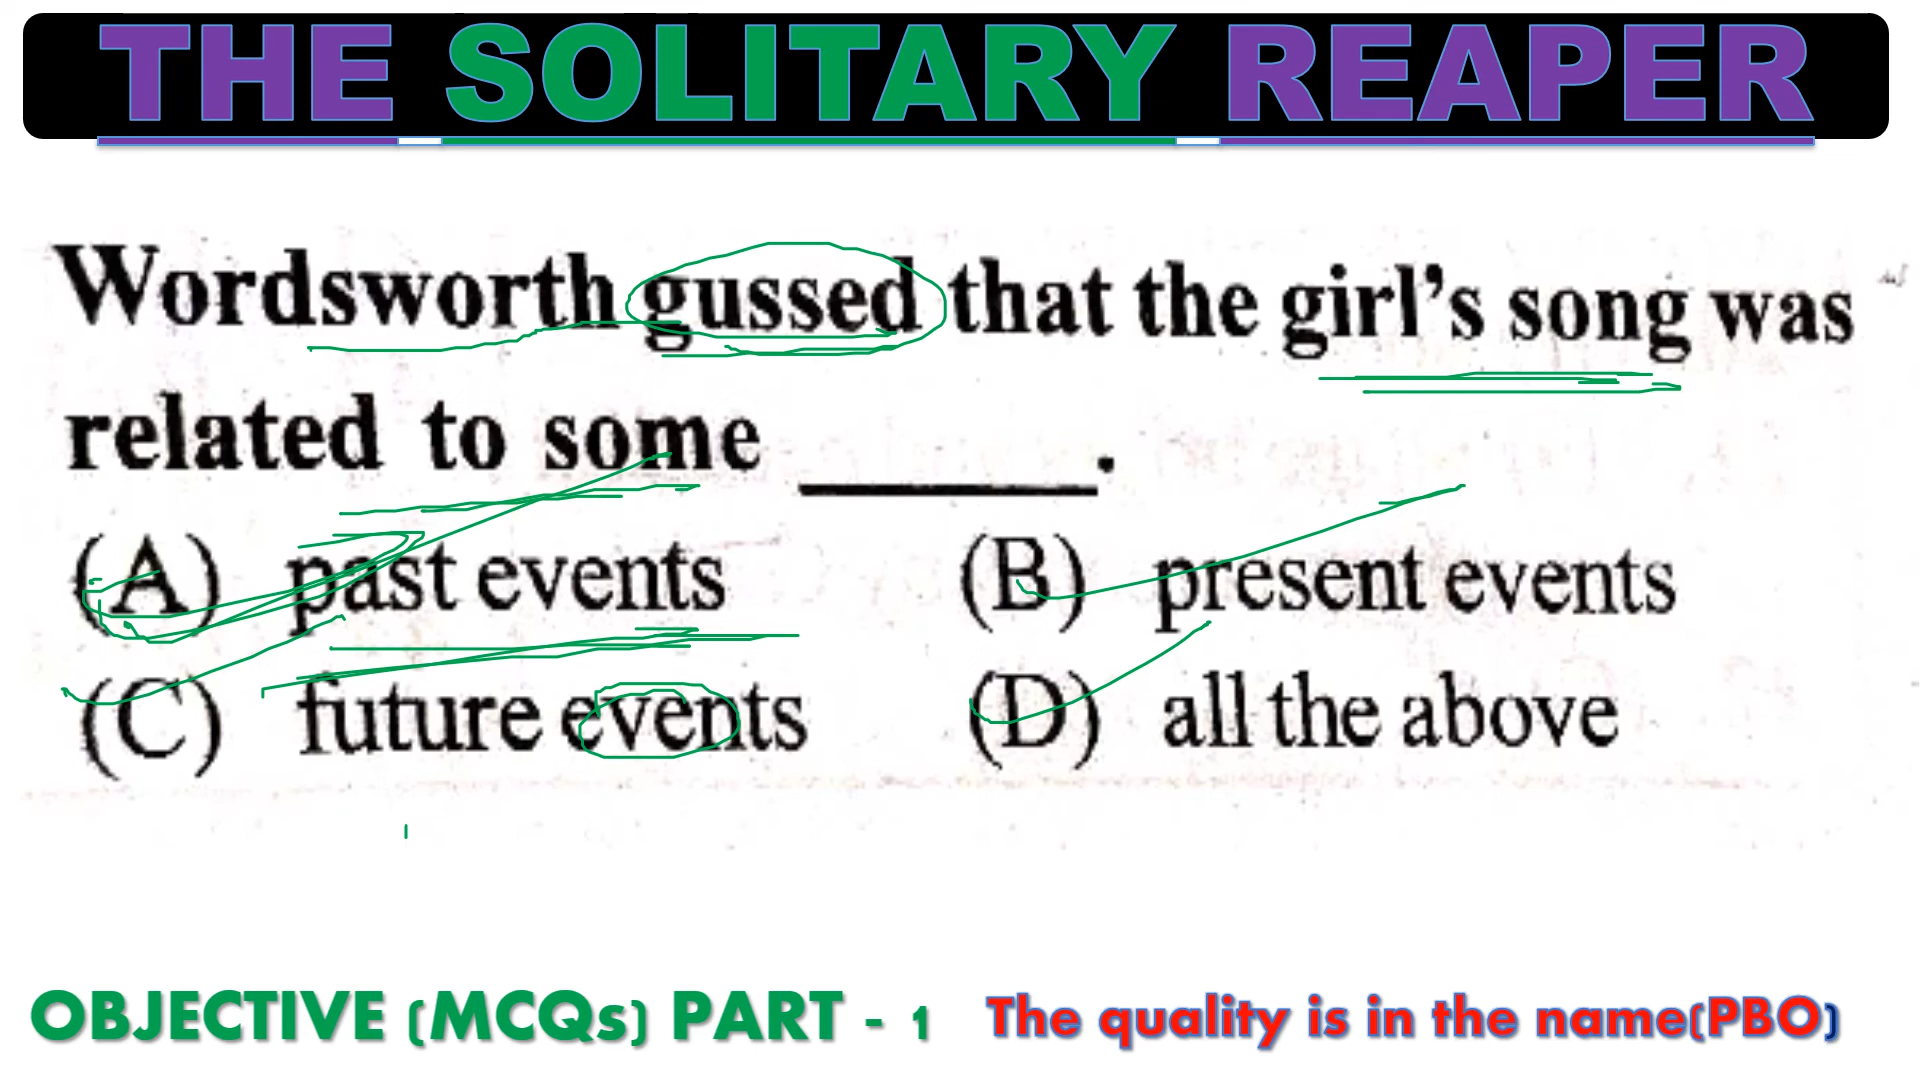 THE SOLITARY REAPER
Wordsworth gussed that the girl's song was
related to some ________.
(A) past events (B) present events
(C) future events (D) all the above
OBJECTIVE (MCQs) PART - 1 The quality is in the name(PBO)